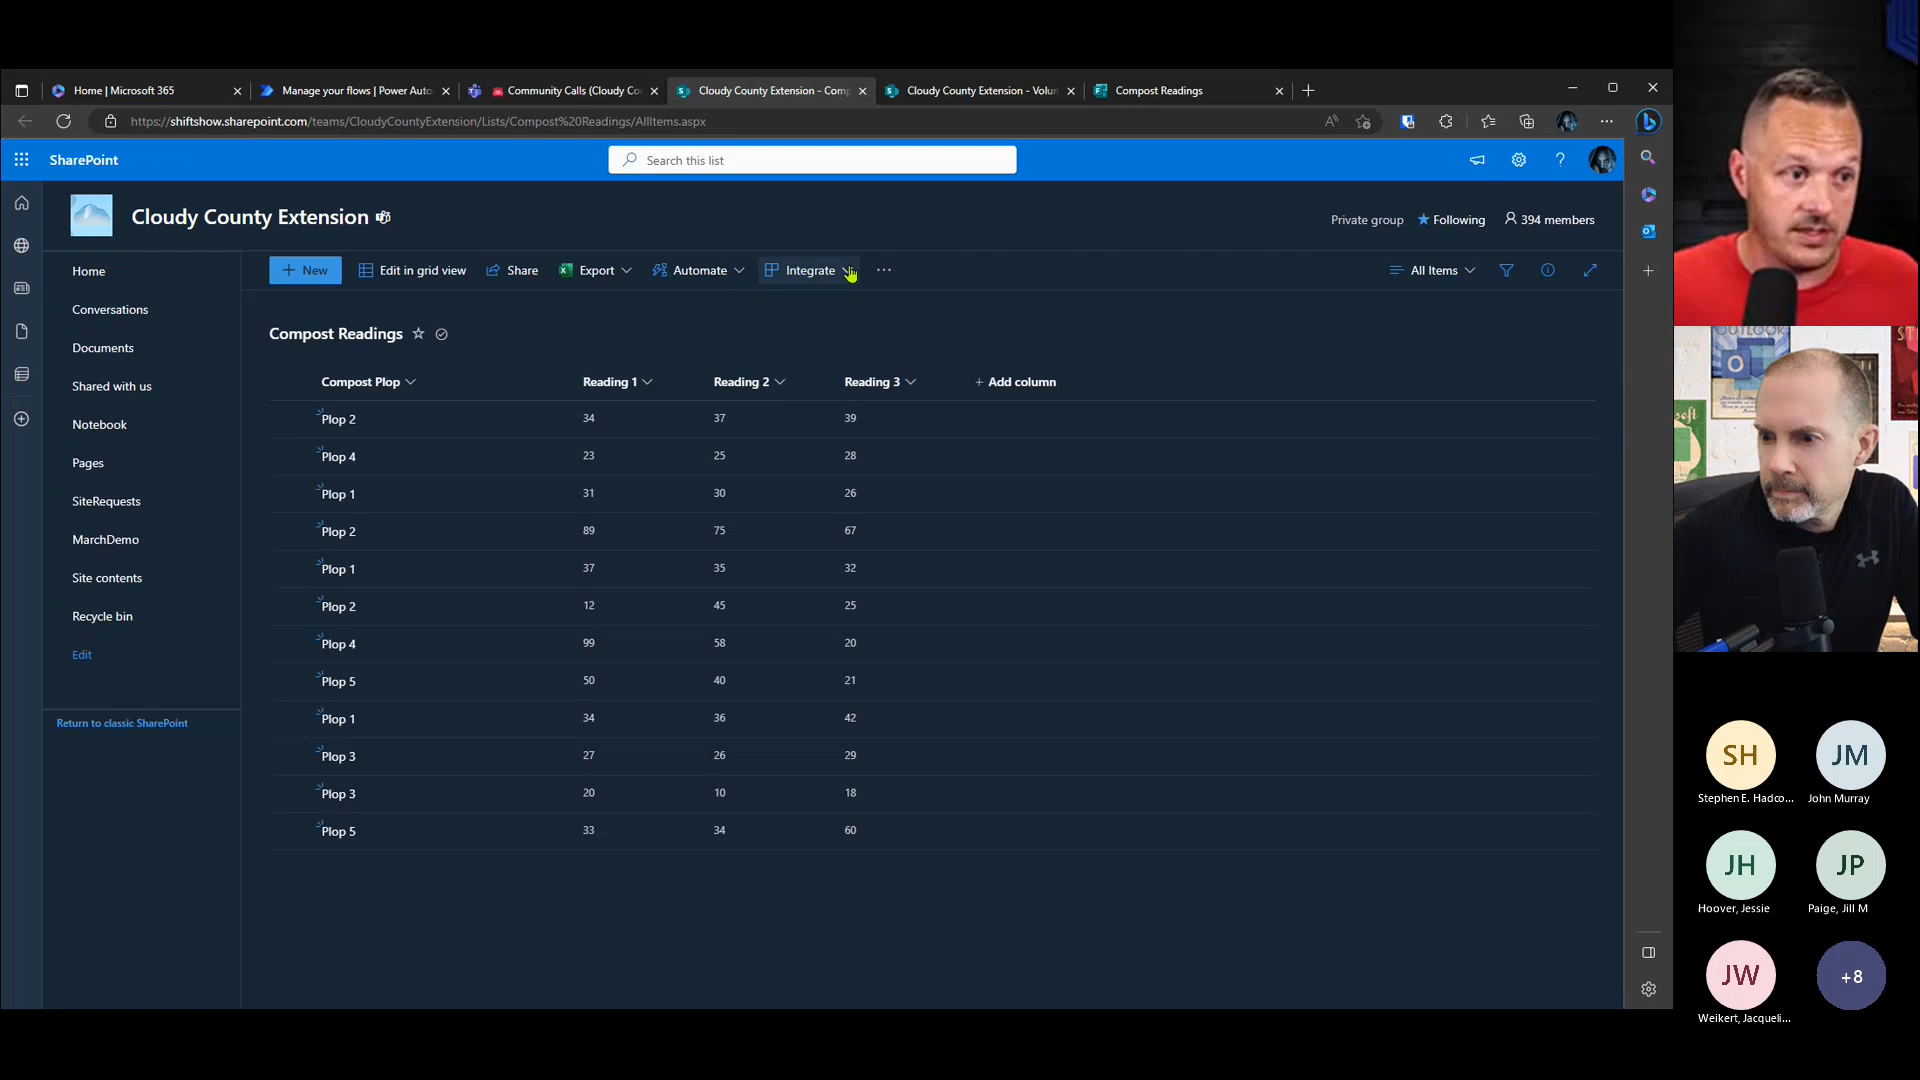 Home | Microsoft 365
Manage your flows | Power Auto
Community Calls (Cloudy Co
Cloudy County Extension - Comp
Cloudy County Extension - Volun
Compost Readings
https://shiftshow.sharepoint.com/teams/CloudyCountyExtension/Lists/Compost%20Readings/AllItems.aspx
SharePoint
Search this list
Cloudy County Extension
Private group
Following
394 members
New
Edit in grid view
Share
Export
Automate
Integrate
All Items
Home
Conversations
Documents
Shared with us
Notebook
Pages
SiteRequests
MarchDemo
Site contents
Recycle bin
Edit
Return to classic SharePoint
Compost Readings
Compost Plop Reading 1 Reading 2 Reading 3 + Add column
Plop 2 34 37 39
Plop 4 23 25 28
Plop 1 31 30 26
Plop 2 89 75 67
Plop 1 37 35 32
Plop 2 12 45 25
Plop 4 99 58 20
Plop 5 50 40 21
Plop 1 34 36 42
Plop 3 27 26 29
Plop 3 20 10 18
Plop 5 33 34 60
OUTLOOK
SH
Stephen E. Hadco...
JM
John Murray
JH
Hoover, Jessie
JP
Paige, Jill M
JW
Weikert, Jacqueli...
+8